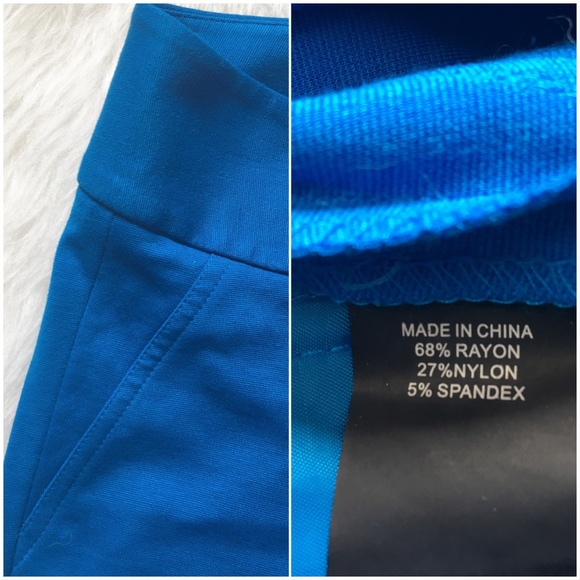 MADE IN CHINA
68% RAYON
27%NYLON
5% SPANDEX